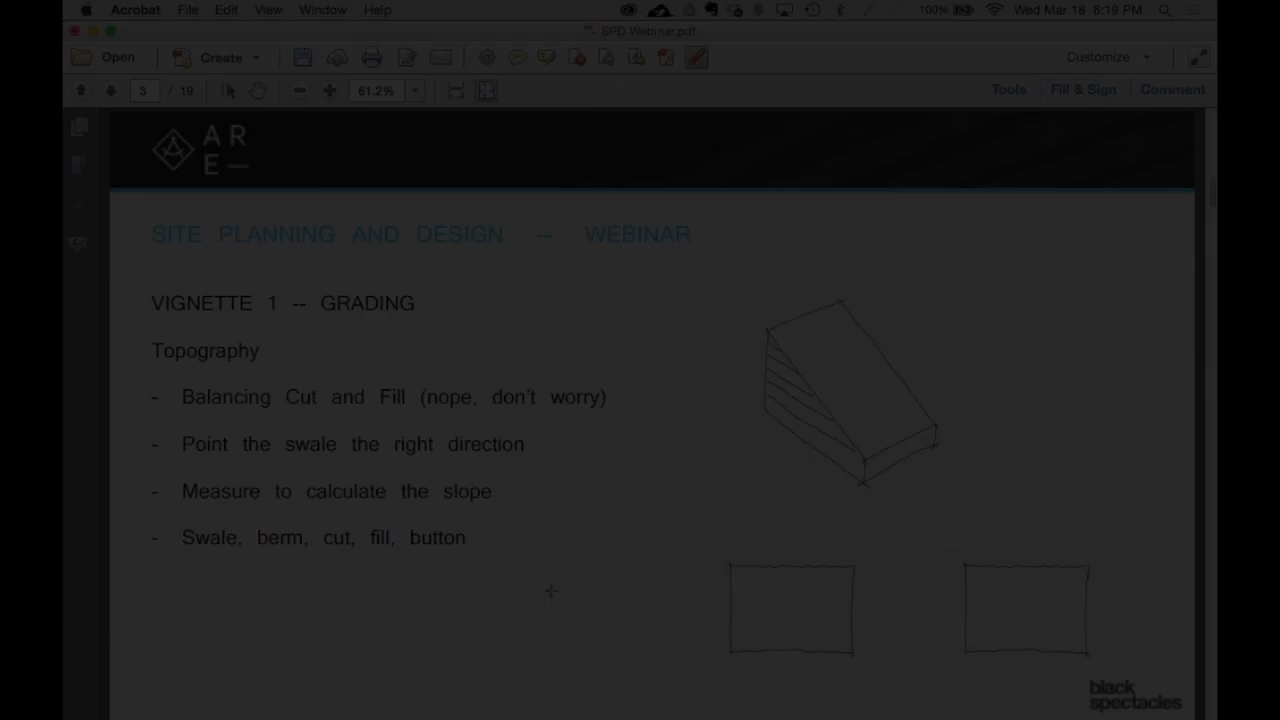 Acrobat File Edit View Window Help 100% Wed Mar 18 6:19 PM
SPD Webinar.pdf
Open Create Customize
3 / 19 61.2% Tools Fill & Sign Comment
A R
E —
SITE PLANNING AND DESIGN -- WEBINAR
VIGNETTE 1 -- GRADING
Topography
- Balancing Cut and Fill (nope, don't worry)
- Point the swale the right direction
- Measure to calculate the slope
- Swale, berm, cut, fill, button
black
spectacles